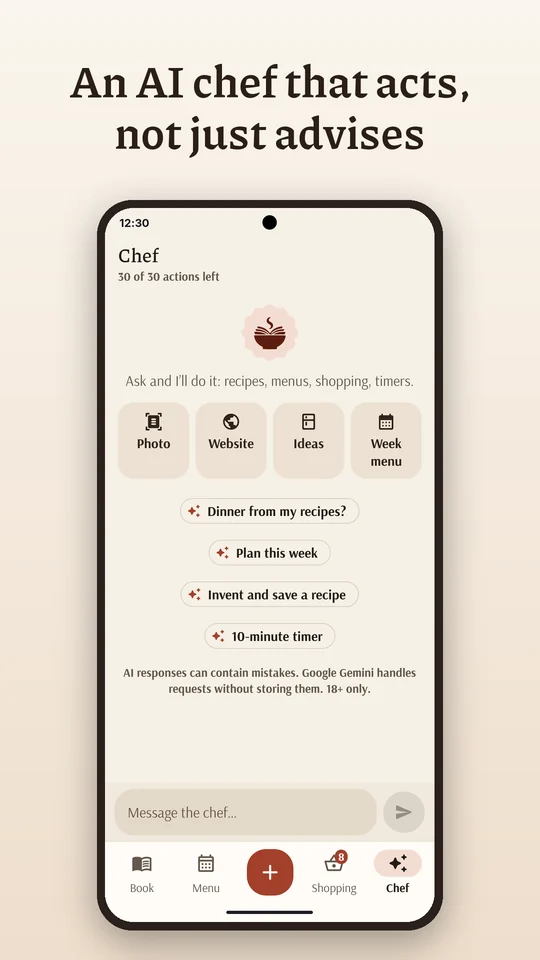 An AI chef that acts,
not just advises
12:30
Chef
30 of 30 actions left
Ask and I'll do it: recipes, menus, shopping, timers.
Photo
Website
Ideas
Week
menu
Dinner from my recipes?
Plan this week
Invent and save a recipe
10-minute timer
AI responses can contain mistakes. Google Gemini handles
requests without storing them. 18+ only.
Message the chef...
Book
Menu
Shopping
8
Chef